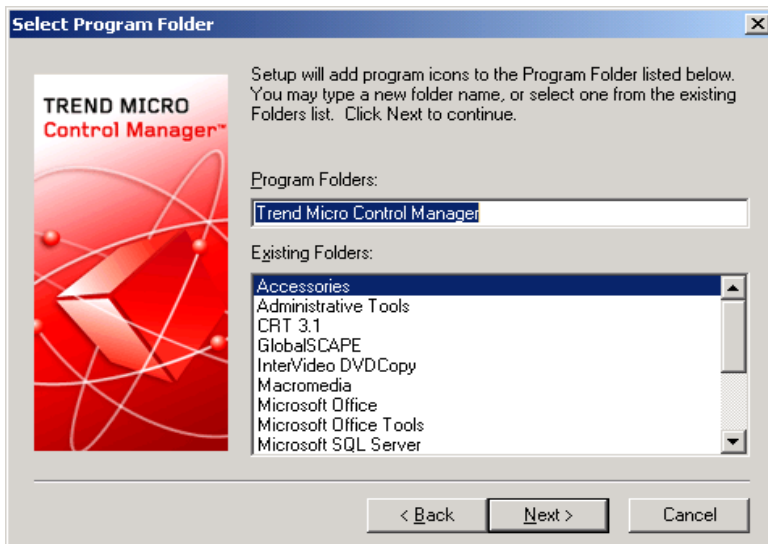 Select Program Folder
TREND MICRO
Control Manager™
Setup will add program icons to the Program Folder listed below.
You may type a new folder name, or select one from the existing
Folders list. Click Next to continue.
Program Folders:
Trend Micro Control Manager
Existing Folders:
Accessories
Administrative Tools
CRT 3.1
GlobalSCAPE
InterVideo DVDCopy
Macromedia
Microsoft Office
Microsoft Office Tools
Microsoft SQL Server
< Back
Next >
Cancel